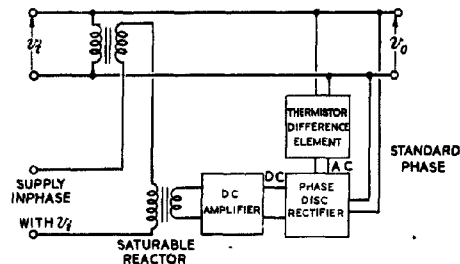 v_i
v_o
THERMISTOR
DIFFERENCE
ELEMENT
STANDARD
PHASE
AC
DC
SUPPLY
INPHASE
WITH v_i
SATURABLE
REACTOR
DC
AMPLIFIER
PHASE
DISC
RECTIFIER